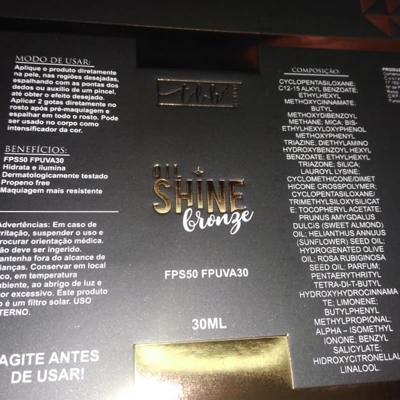 MODO DE USAR:
Aplique o produto diretamente
na pele, nas regiões desejadas,
espalhando com as pontas dos
dedos ou auxílio de um pincel,
até obter o efeito desejado.
Aplicar 2 gotas diretamente no
rosto após pré-maquiagem e
espalhar em todo o rosto. Pode
ser usado no corpo como
intensificador da cor.
BENEFÍCIOS:
FPS50 FPUVA30
Hidrata e ilumina
Dermatologicamente testado
Propeno free
Maquiagem mais resistente
Advertências: Em caso de
irritação, suspender o uso e
procurar orientação médica.
não deve ser ingerido.
mantenha fora do alcance de
ianças. Conservar em local
co, em temperatura
biente, ao abrigo de luz e
or excessivo. Este produto
o é um filtro solar. USO
TERNO.
AGITE ANTES
DE USAR!
OIL
SHINE
bronze
FPS50 FPUVA30
30ML
COMPOSIÇÃO:
CYCLOPENTASILOXANE;
C12-15 ALKYL BENZOATE;
ETHYLHEXYL
METHOXYCINNAMATE;
BUTYL
METHOXYDIBENZOYL
METHANE; MICA; BIS-
ETHYLHEXYLOXYPHENOL
METHOXYPHENYL
TRIAZINE; DIETHYLAMINO
HYDROXYBENZOYL HEXYL
BENZOATE; ETHYLHEXYL
TRIAZONE; SILICA;
LAUROYL LYSINE;
CYCLOMETHICONE/DIMET
HICONE CROSSPOLYMER;
CYCLOPENTASILOXANE/
TRIMETHYLSILOXYSILICAT
E; TOCOPHERYL ACETATE;
PRUNUS AMYGDALUS
DULCIS (SWEET ALMOND)
OIL; HELIANTHUS ANNUUS
(SUNFLOWER) SEED OIL;
HYDROGENATED OLIVE
OIL; ROSA RUBIGINOSA
SEED OIL; PARFUM;
PENTAERYTHRITYL
TETRA-DI-T-BUTYL
HYDROXYHYDROCINNAMA
TE; LIMONENE;
BUTYLPHENYL
METHYLPROPIONAL;
ALPHA – ISOMETHYL
IONONE; BENZYL
SALICYLATE;
HIDROXYCITRONELLAL
LINALOL